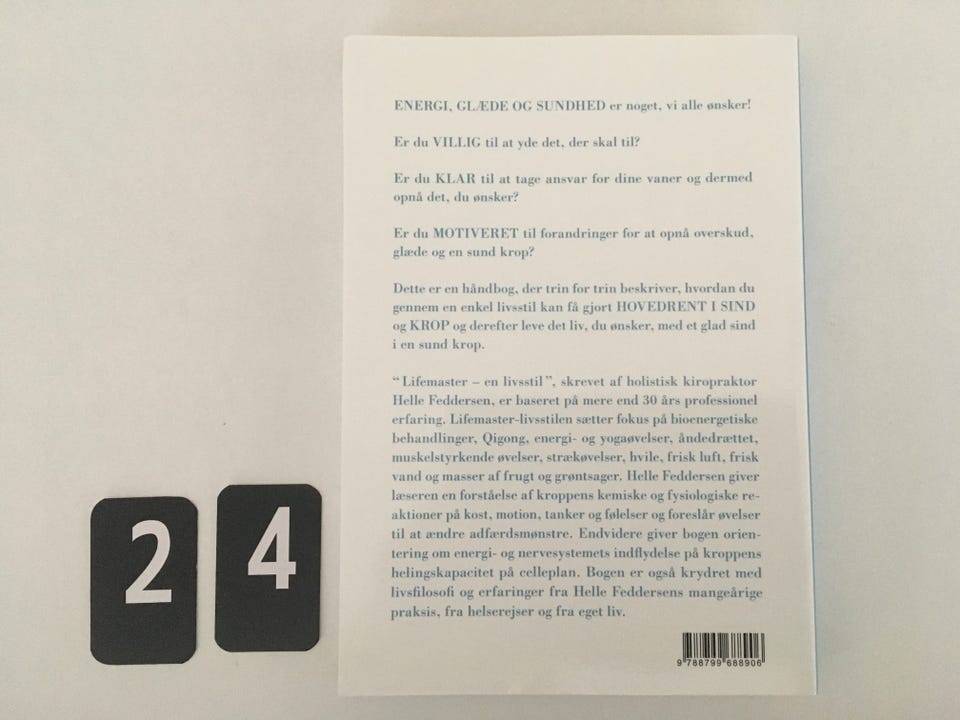 ENERGI, GLÆDE OG SUNDHED er noget, vi alle ønsker!
Er du VILLIG til at yde det, der skal til?
Er du KLAR til at tage ansvar for dine vaner og dermed
opnå det, du ønsker?
Er du MOTIVERET til forandringer for at opnå overskud,
glæde og en sund krop?
Dette er en håndbog, der trin for trin beskriver, hvordan du
gennem en enkel livsstil kan få gjort HOVEDRENT I SIND
og KROP og derefter leve det liv, du ønsker, med et glad sind
i en sund krop.
“Lifemaster – en livsstil”, skrevet af holistisk kiropraktor
Helle Feddersen, er baseret på mere end 30 års professionel
erfaring. Lifemaster-livsstilen sætter fokus på bioenergetiske
behandlinger, Qigong, energi- og yogaøvelser, åndedrættet,
muskelstyrkende øvelser, strækøvelser, hvile, frisk luft, frisk
vand og masser af frugt og grøntsager. Helle Feddersen giver
læseren en forståelse af kroppens kemiske og fysiologiske re-
aktioner på kost, motion, tanker og følelser og foreslår øvelser
til at ændre adfærdsmønstre. Endvidere giver bogen orien-
tering om energi- og nervesystemets indflydelse på kroppens
helingskapacitet på celleplan. Bogen er også krydret med
livsfilosofi og erfaringer fra Helle Feddersens mangeårige
praksis, fra helserejser og fra eget liv.
9 788799 688906
2 4